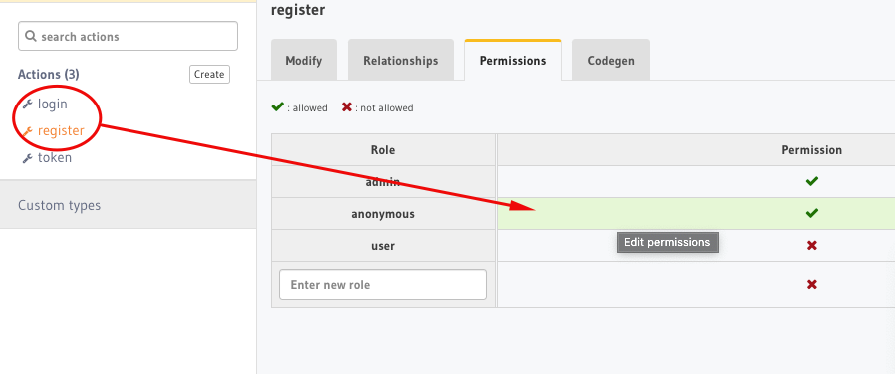 register
search actions
Actions (3)
Create
login
register
token
Custom types
Modify
Relationships
Permissions
Codegen
: allowed
: not allowed
Role
Permission
admin
anonymous
user
Edit permissions
Enter new role